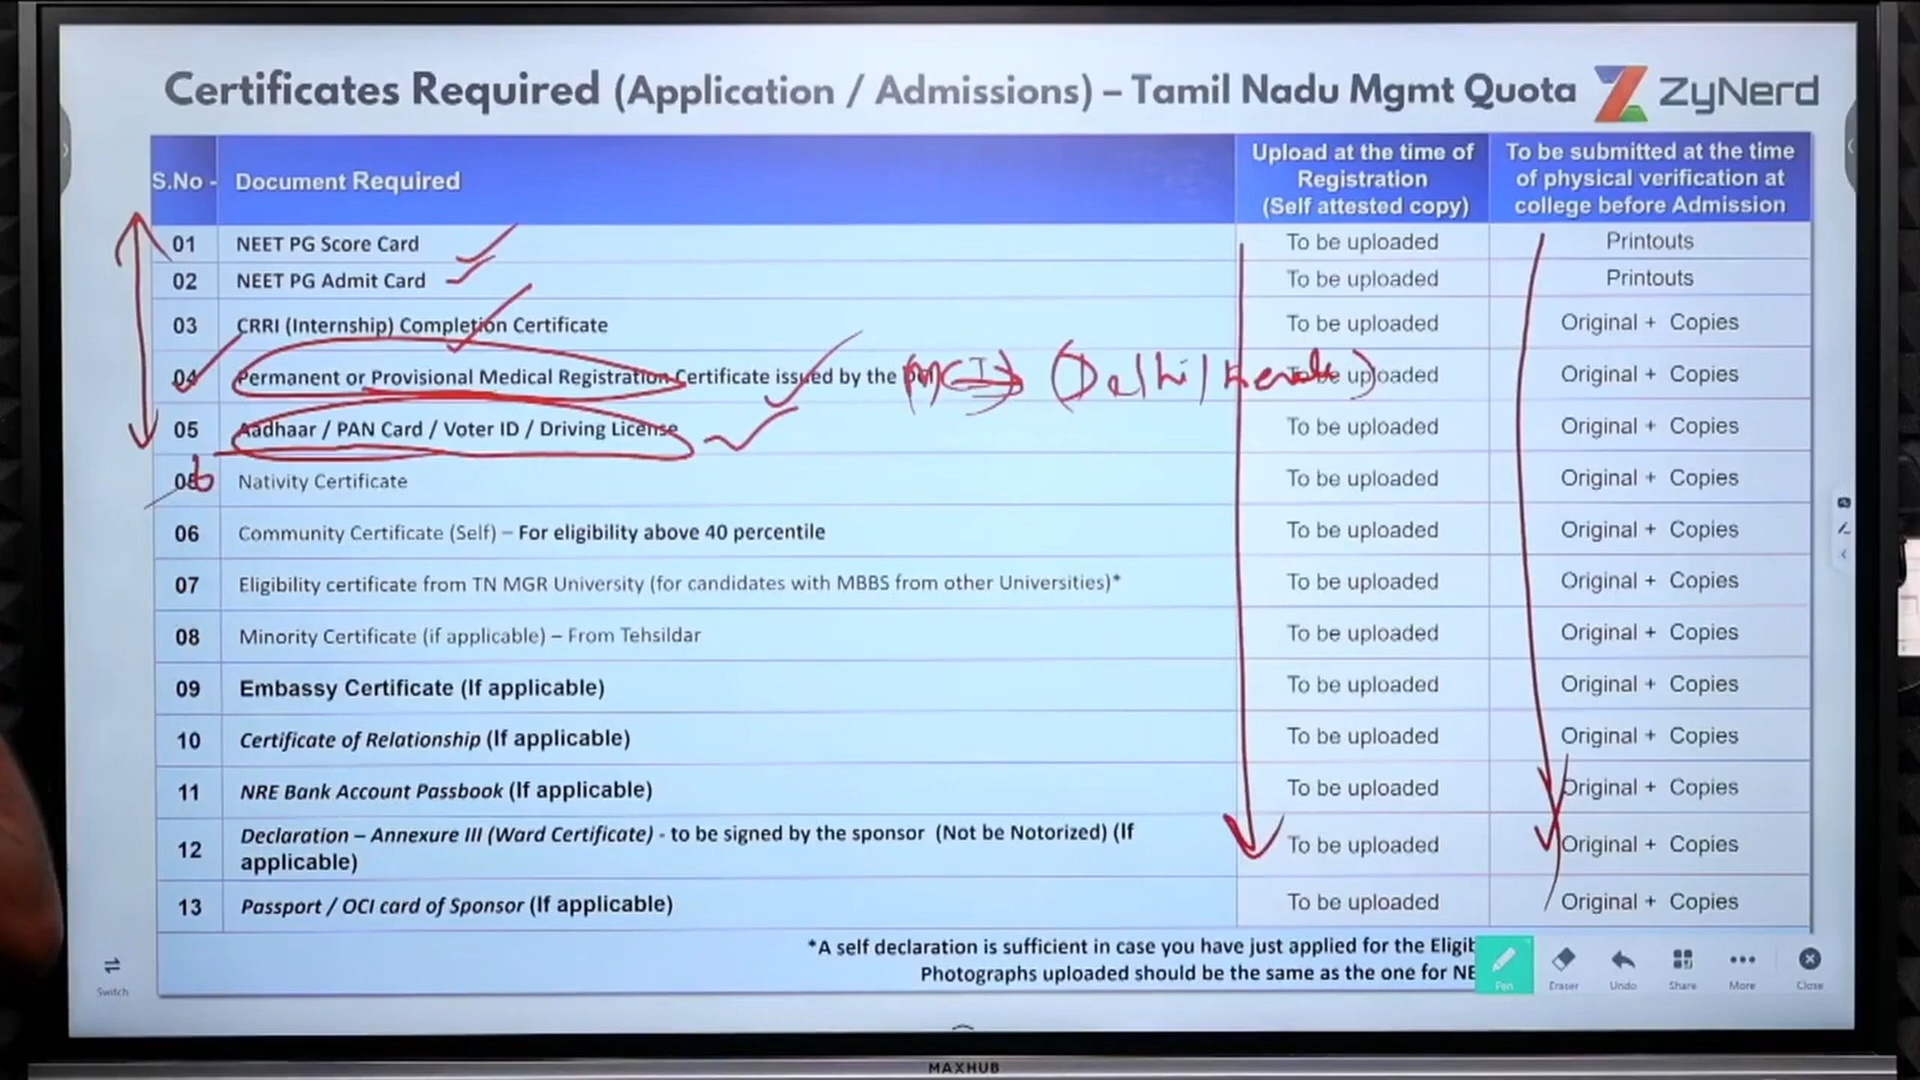 Certificates Required (Application / Admissions) – Tamil Nadu Mgmt Quota
ZyNerd
S.No - Document Required Upload at the time of Registration (Self attested copy) To be submitted at the time of physical verification at college before Admission
01 NEET PG Score Card To be uploaded Printouts
02 NEET PG Admit Card To be uploaded Printouts
03 CRRI (Internship) Completion Certificate To be uploaded Original + Copies
04 Permanent or Provisional Medical Registration Certificate issued by the MCI (Delhi / Kerala) To be uploaded Original + Copies
05 Aadhaar / PAN Card / Voter ID / Driving License To be uploaded Original + Copies
6 Nativity Certificate To be uploaded Original + Copies
06 Community Certificate (Self) – For eligibility above 40 percentile To be uploaded Original + Copies
07 Eligibility certificate from TN MGR University (for candidates with MBBS from other Universities)* To be uploaded Original + Copies
08 Minority Certificate (if applicable) – From Tehsildar To be uploaded Original + Copies
09 Embassy Certificate (If applicable) To be uploaded Original + Copies
10 Certificate of Relationship (If applicable) To be uploaded Original + Copies
11 NRE Bank Account Passbook (If applicable) To be uploaded Original + Copies
12 Declaration – Annexure III (Ward Certificate) - to be signed by the sponsor (Not be Notorized) (If applicable) To be uploaded Original + Copies
13 Passport / OCI card of Sponsor (If applicable) To be uploaded Original + Copies
*A self declaration is sufficient in case you have just applied for the Eligib
Photographs uploaded should be the same as the one for NE
Switch
Pen Eraser Undo Share More Close
MAXHUB